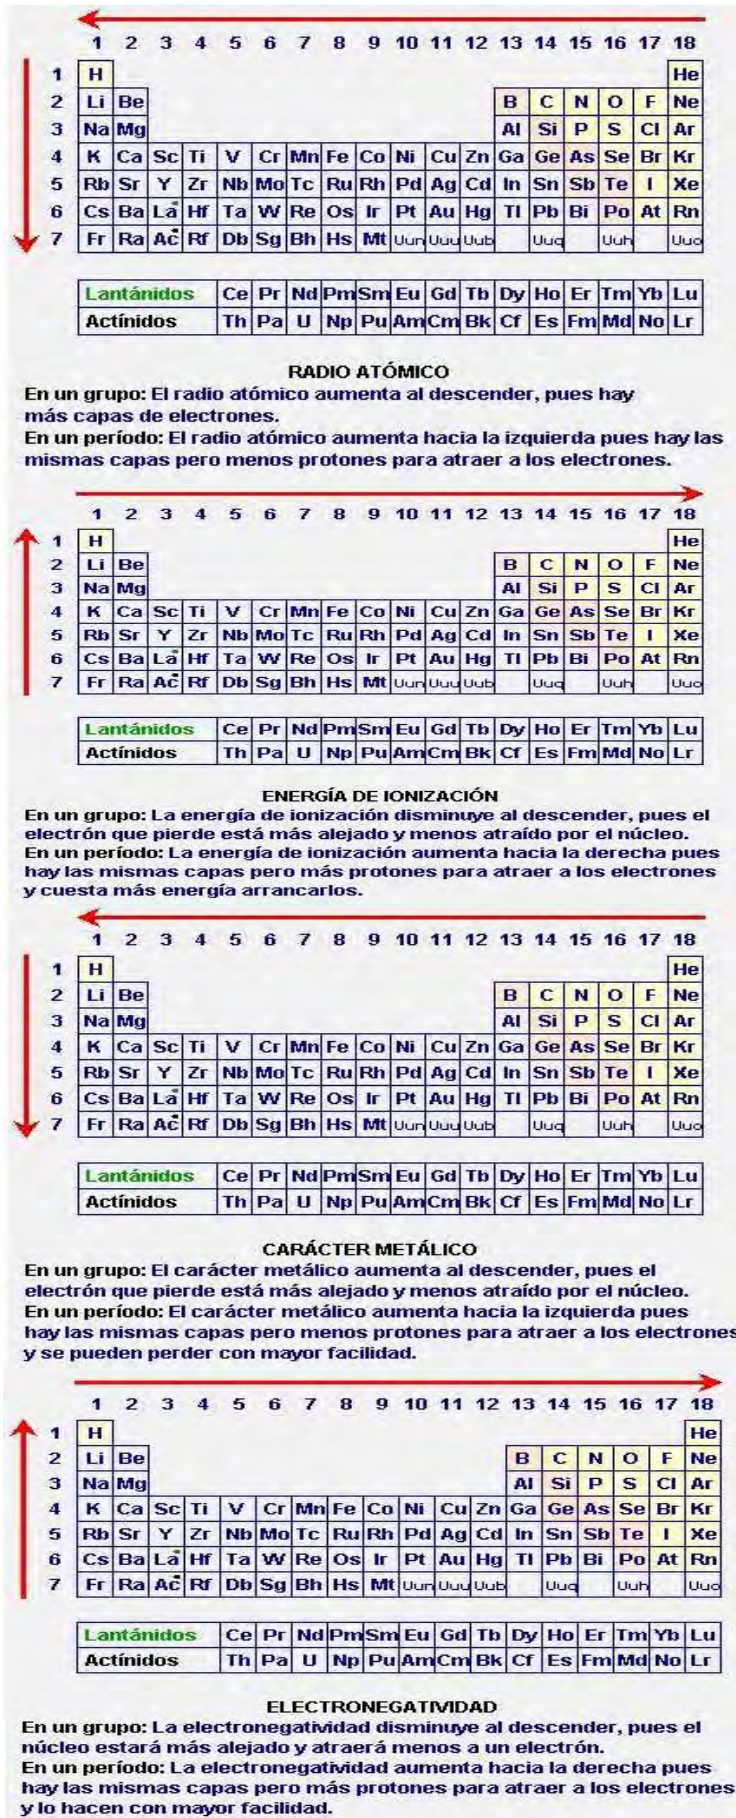 1 2 3 4 5 6 7 8 9 10 11 12 13 14 15 16 17 18
1 H He
2 Li Be B C N O F Ne
3 Na Mg Al Si P S Cl Ar
4 K Ca Sc Ti V Cr Mn Fe Co Ni Cu Zn Ga Ge As Se Br Kr
5 Rb Sr Y Zr Nb Mo Tc Ru Rh Pd Ag Cd In Sn Sb Te I Xe
6 Cs Ba La Hf Ta W Re Os Ir Pt Au Hg Tl Pb Bi Po At Rn
7 Fr Ra Ac Rf Db Sg Bh Hs Mt Uun Uuu Uub Uuq Uuh Uuo
Lantánidos Ce Pr Nd Pm Sm Eu Gd Tb Dy Ho Er Tm Yb Lu
Actínidos Th Pa U Np Pu Am Cm Bk Cf Es Fm Md No Lr
RADIO ATÓMICO
En un grupo: El radio atómico aumenta al descender, pues hay
más capas de electrones.
En un período: El radio atómico aumenta hacia la izquierda pues hay las
mismas capas pero menos protones para atraer a los electrones.
1 2 3 4 5 6 7 8 9 10 11 12 13 14 15 16 17 18
1 H He
2 Li Be B C N O F Ne
3 Na Mg Al Si P S Cl Ar
4 K Ca Sc Ti V Cr Mn Fe Co Ni Cu Zn Ga Ge As Se Br Kr
5 Rb Sr Y Zr Nb Mo Tc Ru Rh Pd Ag Cd In Sn Sb Te I Xe
6 Cs Ba La Hf Ta W Re Os Ir Pt Au Hg Tl Pb Bi Po At Rn
7 Fr Ra Ac Rf Db Sg Bh Hs Mt Uun Uuu Uub Uuq Uuh Uuo
Lantánidos Ce Pr Nd Pm Sm Eu Gd Tb Dy Ho Er Tm Yb Lu
Actínidos Th Pa U Np Pu Am Cm Bk Cf Es Fm Md No Lr
ENERGÍA DE IONIZACIÓN
En un grupo: La energía de ionización disminuye al descender, pues el
electrón que pierde está más alejado y menos atraído por el núcleo.
En un período: La energía de ionización aumenta hacia la derecha pues
hay las mismas capas pero más protones para atraer a los electrones
y cuesta más energía arrancarlos.
1 2 3 4 5 6 7 8 9 10 11 12 13 14 15 16 17 18
1 H He
2 Li Be B C N O F Ne
3 Na Mg Al Si P S Cl Ar
4 K Ca Sc Ti V Cr Mn Fe Co Ni Cu Zn Ga Ge As Se Br Kr
5 Rb Sr Y Zr Nb Mo Tc Ru Rh Pd Ag Cd In Sn Sb Te I Xe
6 Cs Ba La Hf Ta W Re Os Ir Pt Au Hg Tl Pb Bi Po At Rn
7 Fr Ra Ac Rf Db Sg Bh Hs Mt Uun Uuu Uub Uuq Uuh Uuo
Lantánidos Ce Pr Nd Pm Sm Eu Gd Tb Dy Ho Er Tm Yb Lu
Actínidos Th Pa U Np Pu Am Cm Bk Cf Es Fm Md No Lr
CARÁCTER METÁLICO
En un grupo: El carácter metálico aumenta al descender, pues el
electrón que pierde está más alejado y menos atraído por el núcleo.
En un período: El carácter metálico aumenta hacia la izquierda pues
hay las mismas capas pero menos protones para atraer a los electrones
y se pueden perder con mayor facilidad.
1 2 3 4 5 6 7 8 9 10 11 12 13 14 15 16 17 18
1 H He
2 Li Be B C N O F Ne
3 Na Mg Al Si P S Cl Ar
4 K Ca Sc Ti V Cr Mn Fe Co Ni Cu Zn Ga Ge As Se Br Kr
5 Rb Sr Y Zr Nb Mo Tc Ru Rh Pd Ag Cd In Sn Sb Te I Xe
6 Cs Ba La Hf Ta W Re Os Ir Pt Au Hg Tl Pb Bi Po At Rn
7 Fr Ra Ac Rf Db Sg Bh Hs Mt Uun Uuu Uub Uuq Uuh Uuo
Lantánidos Ce Pr Nd Pm Sm Eu Gd Tb Dy Ho Er Tm Yb Lu
Actínidos Th Pa U Np Pu Am Cm Bk Cf Es Fm Md No Lr
ELECTRONEGATIVIDAD
En un grupo: La electronegatividad disminuye al descender, pues el
núcleo estará más alejado y atraerá menos a un electrón.
En un período: La electronegatividad aumenta hacia la derecha pues
hay las mismas capas pero más protones para atraer a los electrones
y lo hacen con mayor facilidad.